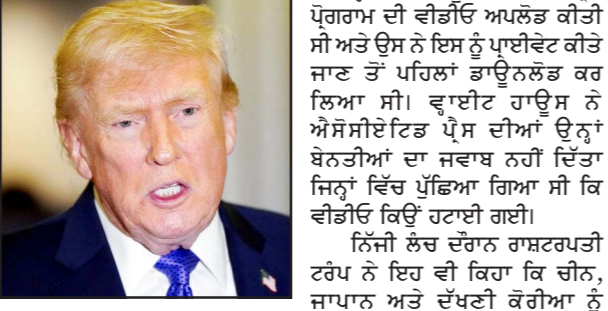 ਪ੍ਰੋਗਰਾਮ ਦੀ ਵੀਡੀਓ ਅਪਲੋਡ ਕੀਤੀ
ਸੀ ਅਤੇ ਉਸ ਨੇ ਇਸ ਨੂੰ ਪ੍ਰਾਈਵੇਟ ਕੀਤੇ
ਜਾਣ ਤੋਂ ਪਹਿਲਾਂ ਡਾਊਨਲੋਡ ਕਰ
ਲਿਆ ਸੀ। ਵ੍ਹਾਈਟ ਹਾਊਸ ਨੇ
ਐਸੋਸੀਏਟਿਡ ਪ੍ਰੈਸ ਦੀਆਂ ਉਨ੍ਹਾਂ
ਬੇਨਤੀਆਂ ਦਾ ਜਵਾਬ ਨਹੀਂ ਦਿੱਤਾ
ਜਿਨ੍ਹਾਂ ਵਿੱਚ ਪੁੱਛਿਆ ਗਿਆ ਸੀ ਕਿ
ਵੀਡੀਓ ਕਿਉਂ ਹਟਾਈ ਗਈ।
ਨਿੱਜੀ ਲੰਚ ਦੌਰਾਨ ਰਾਸ਼ਟਰਪਤੀ
ਟਰੰਪ ਨੇ ਇਹ ਵੀ ਕਿਹਾ ਕਿ ਚੀਨ,
ਜਾਪਾਨ ਅਤੇ ਦੱਖਣੀ ਕੋਰੀਆ ਨੂੰ